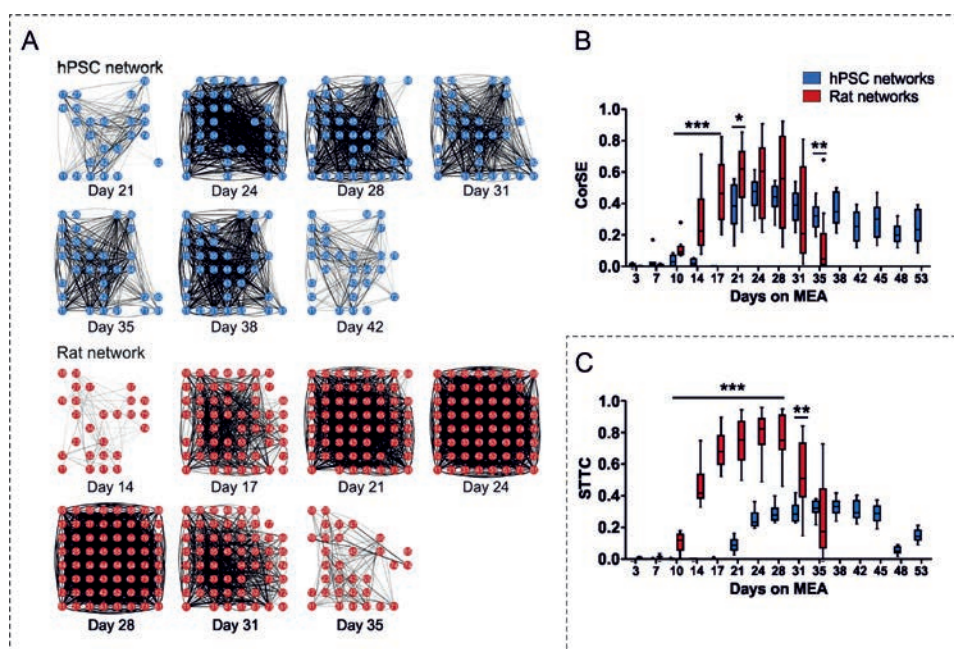 A
hPSC network
Day 21
Day 24
Day 28
Day 31
Day 35
Day 38
Day 42
Rat network
Day 14
Day 17
Day 21
Day 24
Day 28
Day 31
Day 35
B
hPSC networks
Rat networks
***
*
**
CorSE
1.0
0.8
0.6
0.4
0.2
0.0
3 7 10 14 17 21 24 28 31 35 38 42 45 48 53
Days on MEA
C
***
**
STTC
1.0
0.8
0.6
0.4
0.2
0.0
3 7 10 14 17 21 24 28 31 35 38 42 45 48 53
Days on MEA